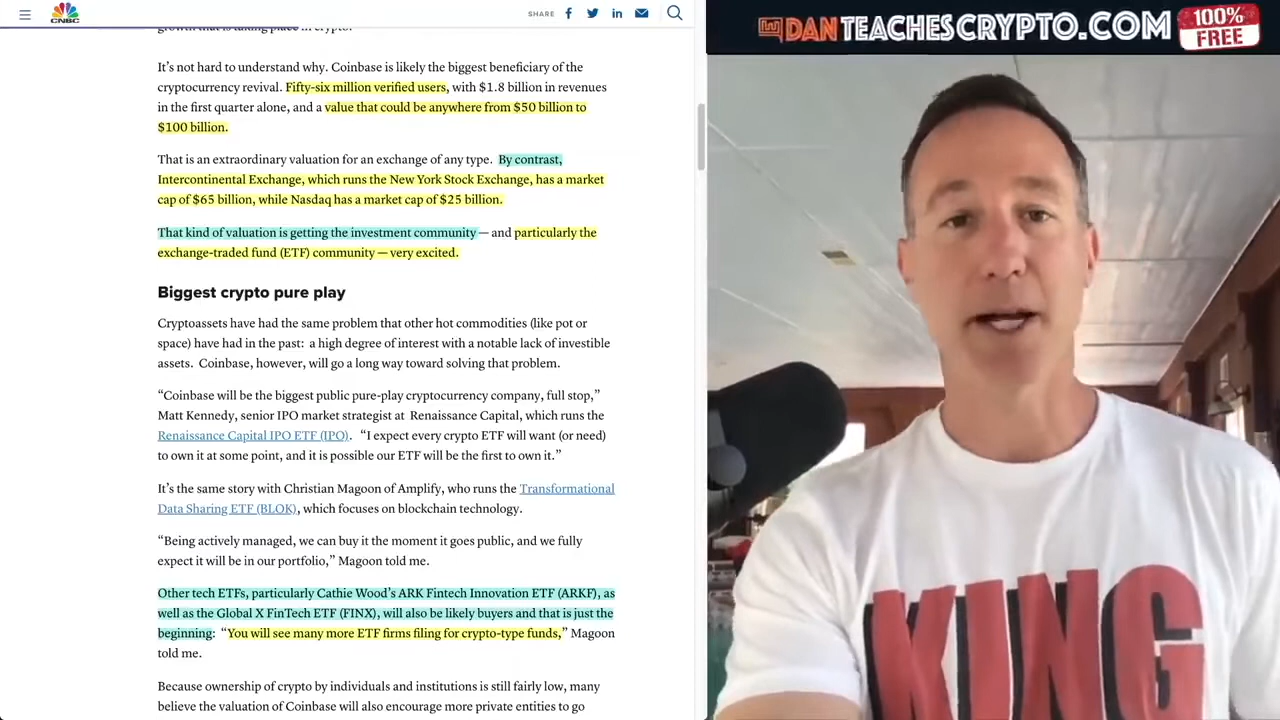 CNBC
SHARE
growth that is taking place in crypto.
It’s not hard to understand why. Coinbase is likely the biggest beneficiary of the
cryptocurrency revival. Fifty-six million verified users, with $1.8 billion in revenues
in the first quarter alone, and a value that could be anywhere from $50 billion to
$100 billion.
That is an extraordinary valuation for an exchange of any type. By contrast,
Intercontinental Exchange, which runs the New York Stock Exchange, has a market
cap of $65 billion, while Nasdaq has a market cap of $25 billion.
That kind of valuation is getting the investment community — and particularly the
exchange-traded fund (ETF) community — very excited.
Biggest crypto pure play
Cryptoassets have had the same problem that other hot commodities (like pot or
space) have had in the past: a high degree of interest with a notable lack of investible
assets. Coinbase, however, will go a long way toward solving that problem.
“Coinbase will be the biggest public pure-play cryptocurrency company, full stop,”
Matt Kennedy, senior IPO market strategist at Renaissance Capital, which runs the
Renaissance Capital IPO ETF (IPO). “I expect every crypto ETF will want (or need)
to own it at some point, and it is possible our ETF will be the first to own it.”
It’s the same story with Christian Magoon of Amplify, who runs the Transformational
Data Sharing ETF (BLOK), which focuses on blockchain technology.
“Being actively managed, we can buy it the moment it goes public, and we fully
expect it will be in our portfolio,” Magoon told me.
Other tech ETFs, particularly Cathie Wood’s ARK Fintech Innovation ETF (ARKF), as
well as the Global X FinTech ETF (FINX), will also be likely buyers and that is just the
beginning: “You will see many more ETF firms filing for crypto-type funds,” Magoon
told me.
Because ownership of crypto by individuals and institutions is still fairly low, many
believe the valuation of Coinbase will also encourage more private entities to go
DANTEACHESCRYPTO.COM
100%
FREE
KING